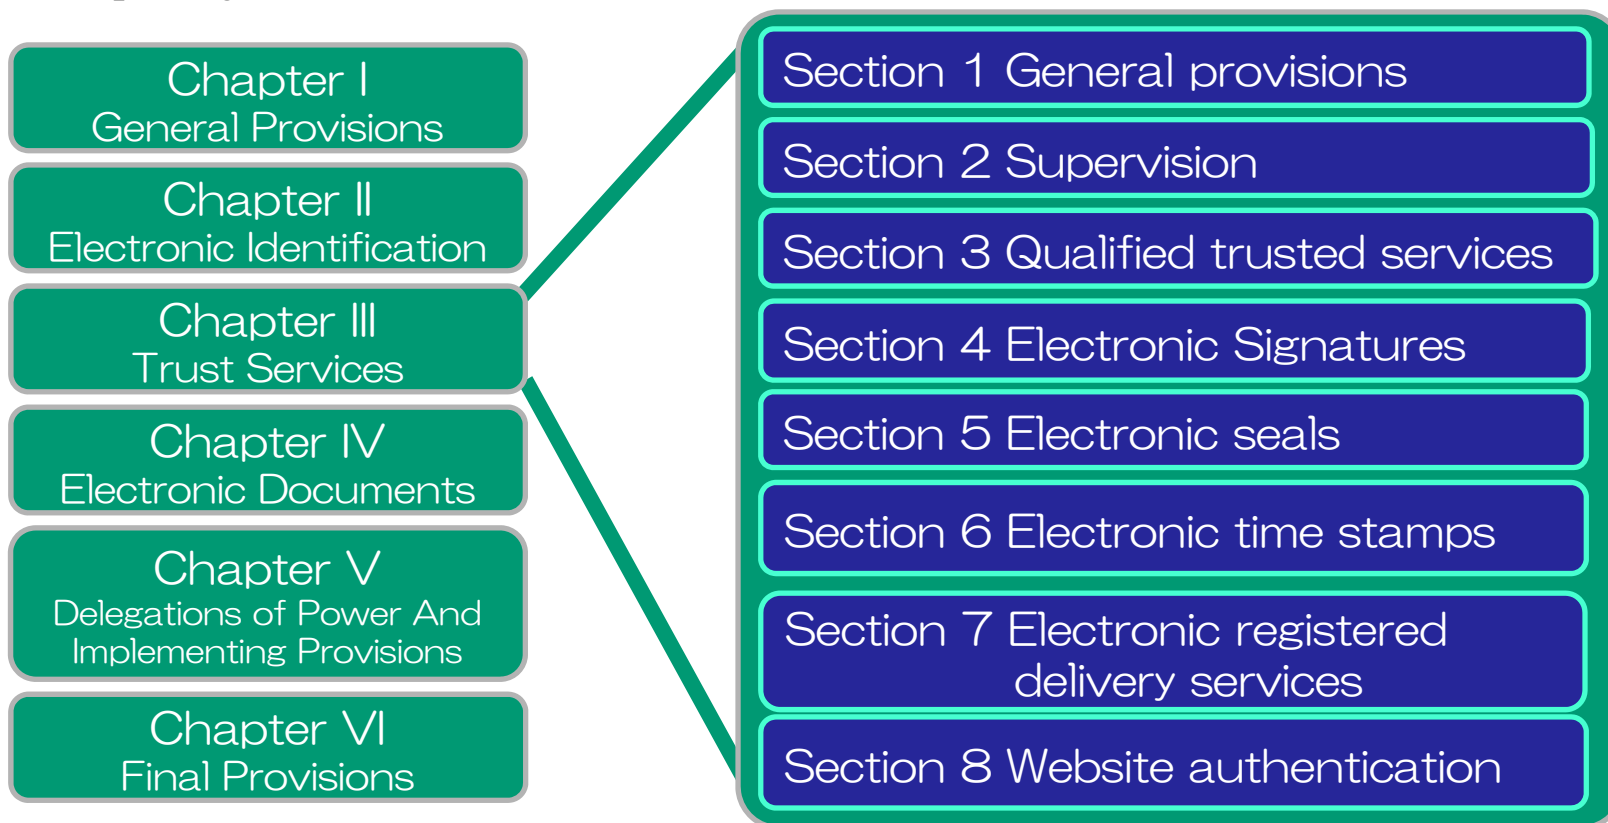 Chapter I
General Provisions
Chapter II
Electronic Identification
Chapter III
Trust Services
Chapter IV
Electronic Documents
Chapter V
Delegations of Power And
Implementing Provisions
Chapter VI
Final Provisions
Section 1 General provisions
Section 2 Supervision
Section 3 Qualified trusted services
Section 4 Electronic Signatures
Section 5 Electronic seals
Section 6 Electronic time stamps
Section 7 Electronic registered
delivery services
Section 8 Website authentication